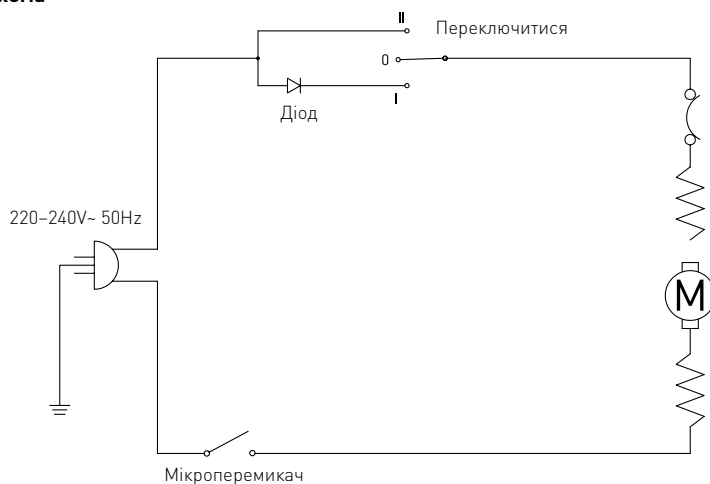 II
Переключитися
0
I
Діод
220–240V~ 50Hz
M
Мікроперемикач